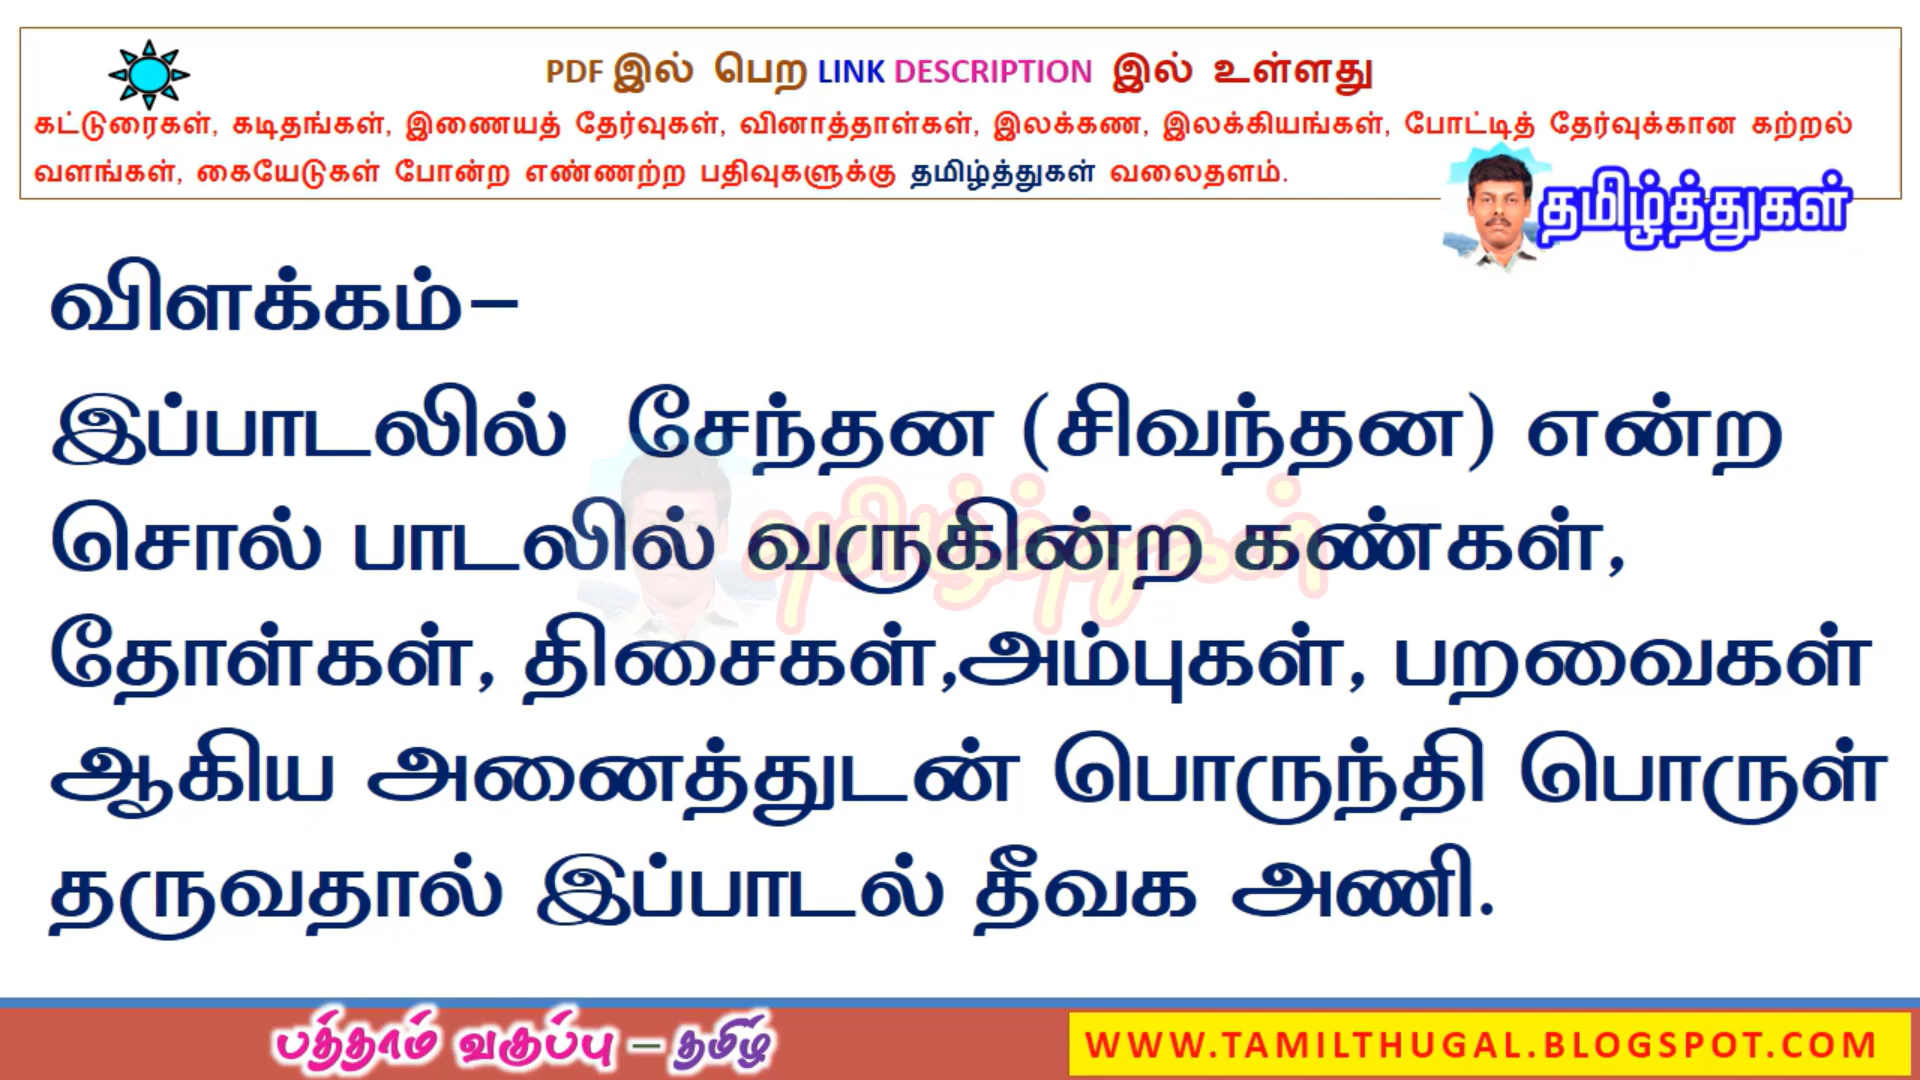 PDF இல் பெற LINK DESCRIPTION இல் உள்ளது
கட்டுரைகள், கடிதங்கள், இணையத் தேர்வுகள், வினாத்தாள்கள், இலக்கண, இலக்கியங்கள், போட்டித் தேர்வுக்கான கற்றல்
வளங்கள், கையேடுகள் போன்ற எண்ணற்ற பதிவுகளுக்கு தமிழ்த்துகள் வலைதளம்.
தமிழ்த்துகள்
விளக்கம்–
இப்பாடலில் சேந்தன (சிவந்தன) என்ற
சொல் பாடலில் வருகின்ற கண்கள்,
தமிழ்த்துகள்
தோள்கள், திசைகள்,அம்புகள், பறவைகள்
ஆகிய அனைத்துடன் பொருந்தி பொருள்
தருவதால் இப்பாடல் தீவக அணி.
பத்தாம் வகுப்பு – தமிழ்
WWW.TAMILTHUGAL.BLOGSPOT.COM